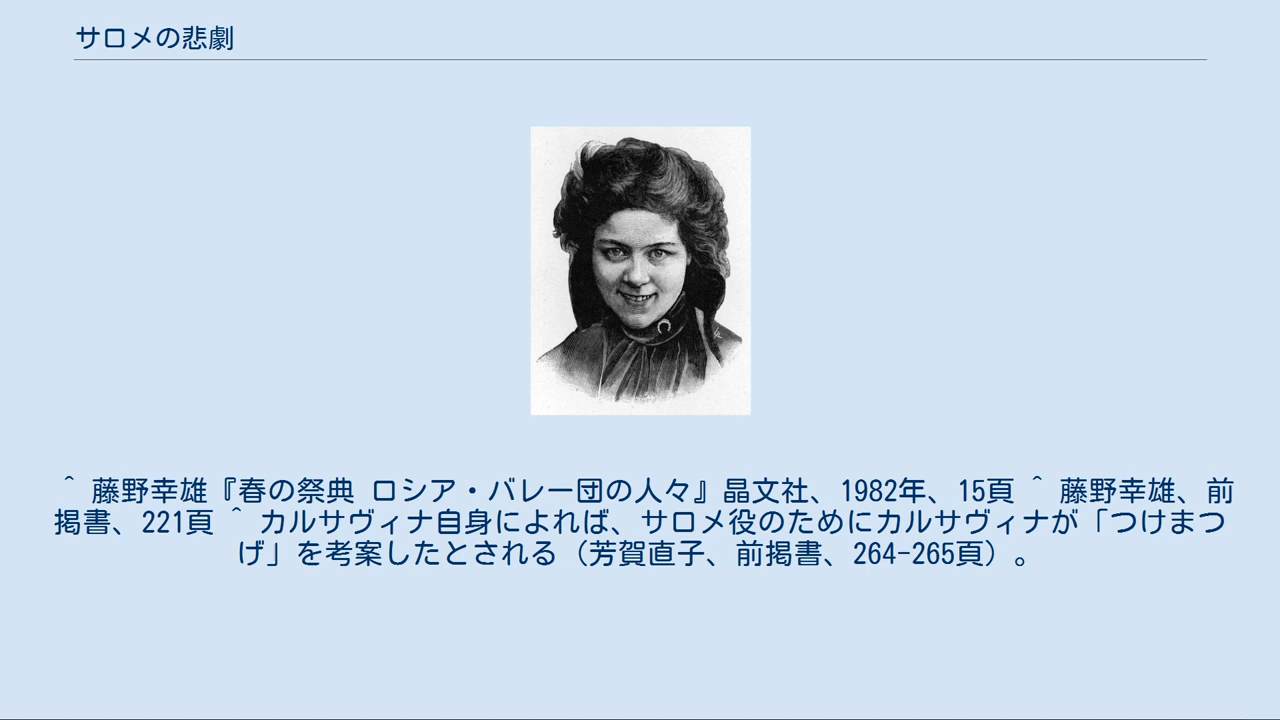 サロメの悲劇
^ 藤野幸雄『春の祭典 ロシア・バレー団の人々』晶文社、1982年、15頁 ^ 藤野幸雄、前
掲書、221頁 ^ カルサヴィナ自身によれば、サロメ役のためにカルサヴィナが「つけまつ
げ」を考案したとされる（芳賀直子、前掲書、264-265頁）。